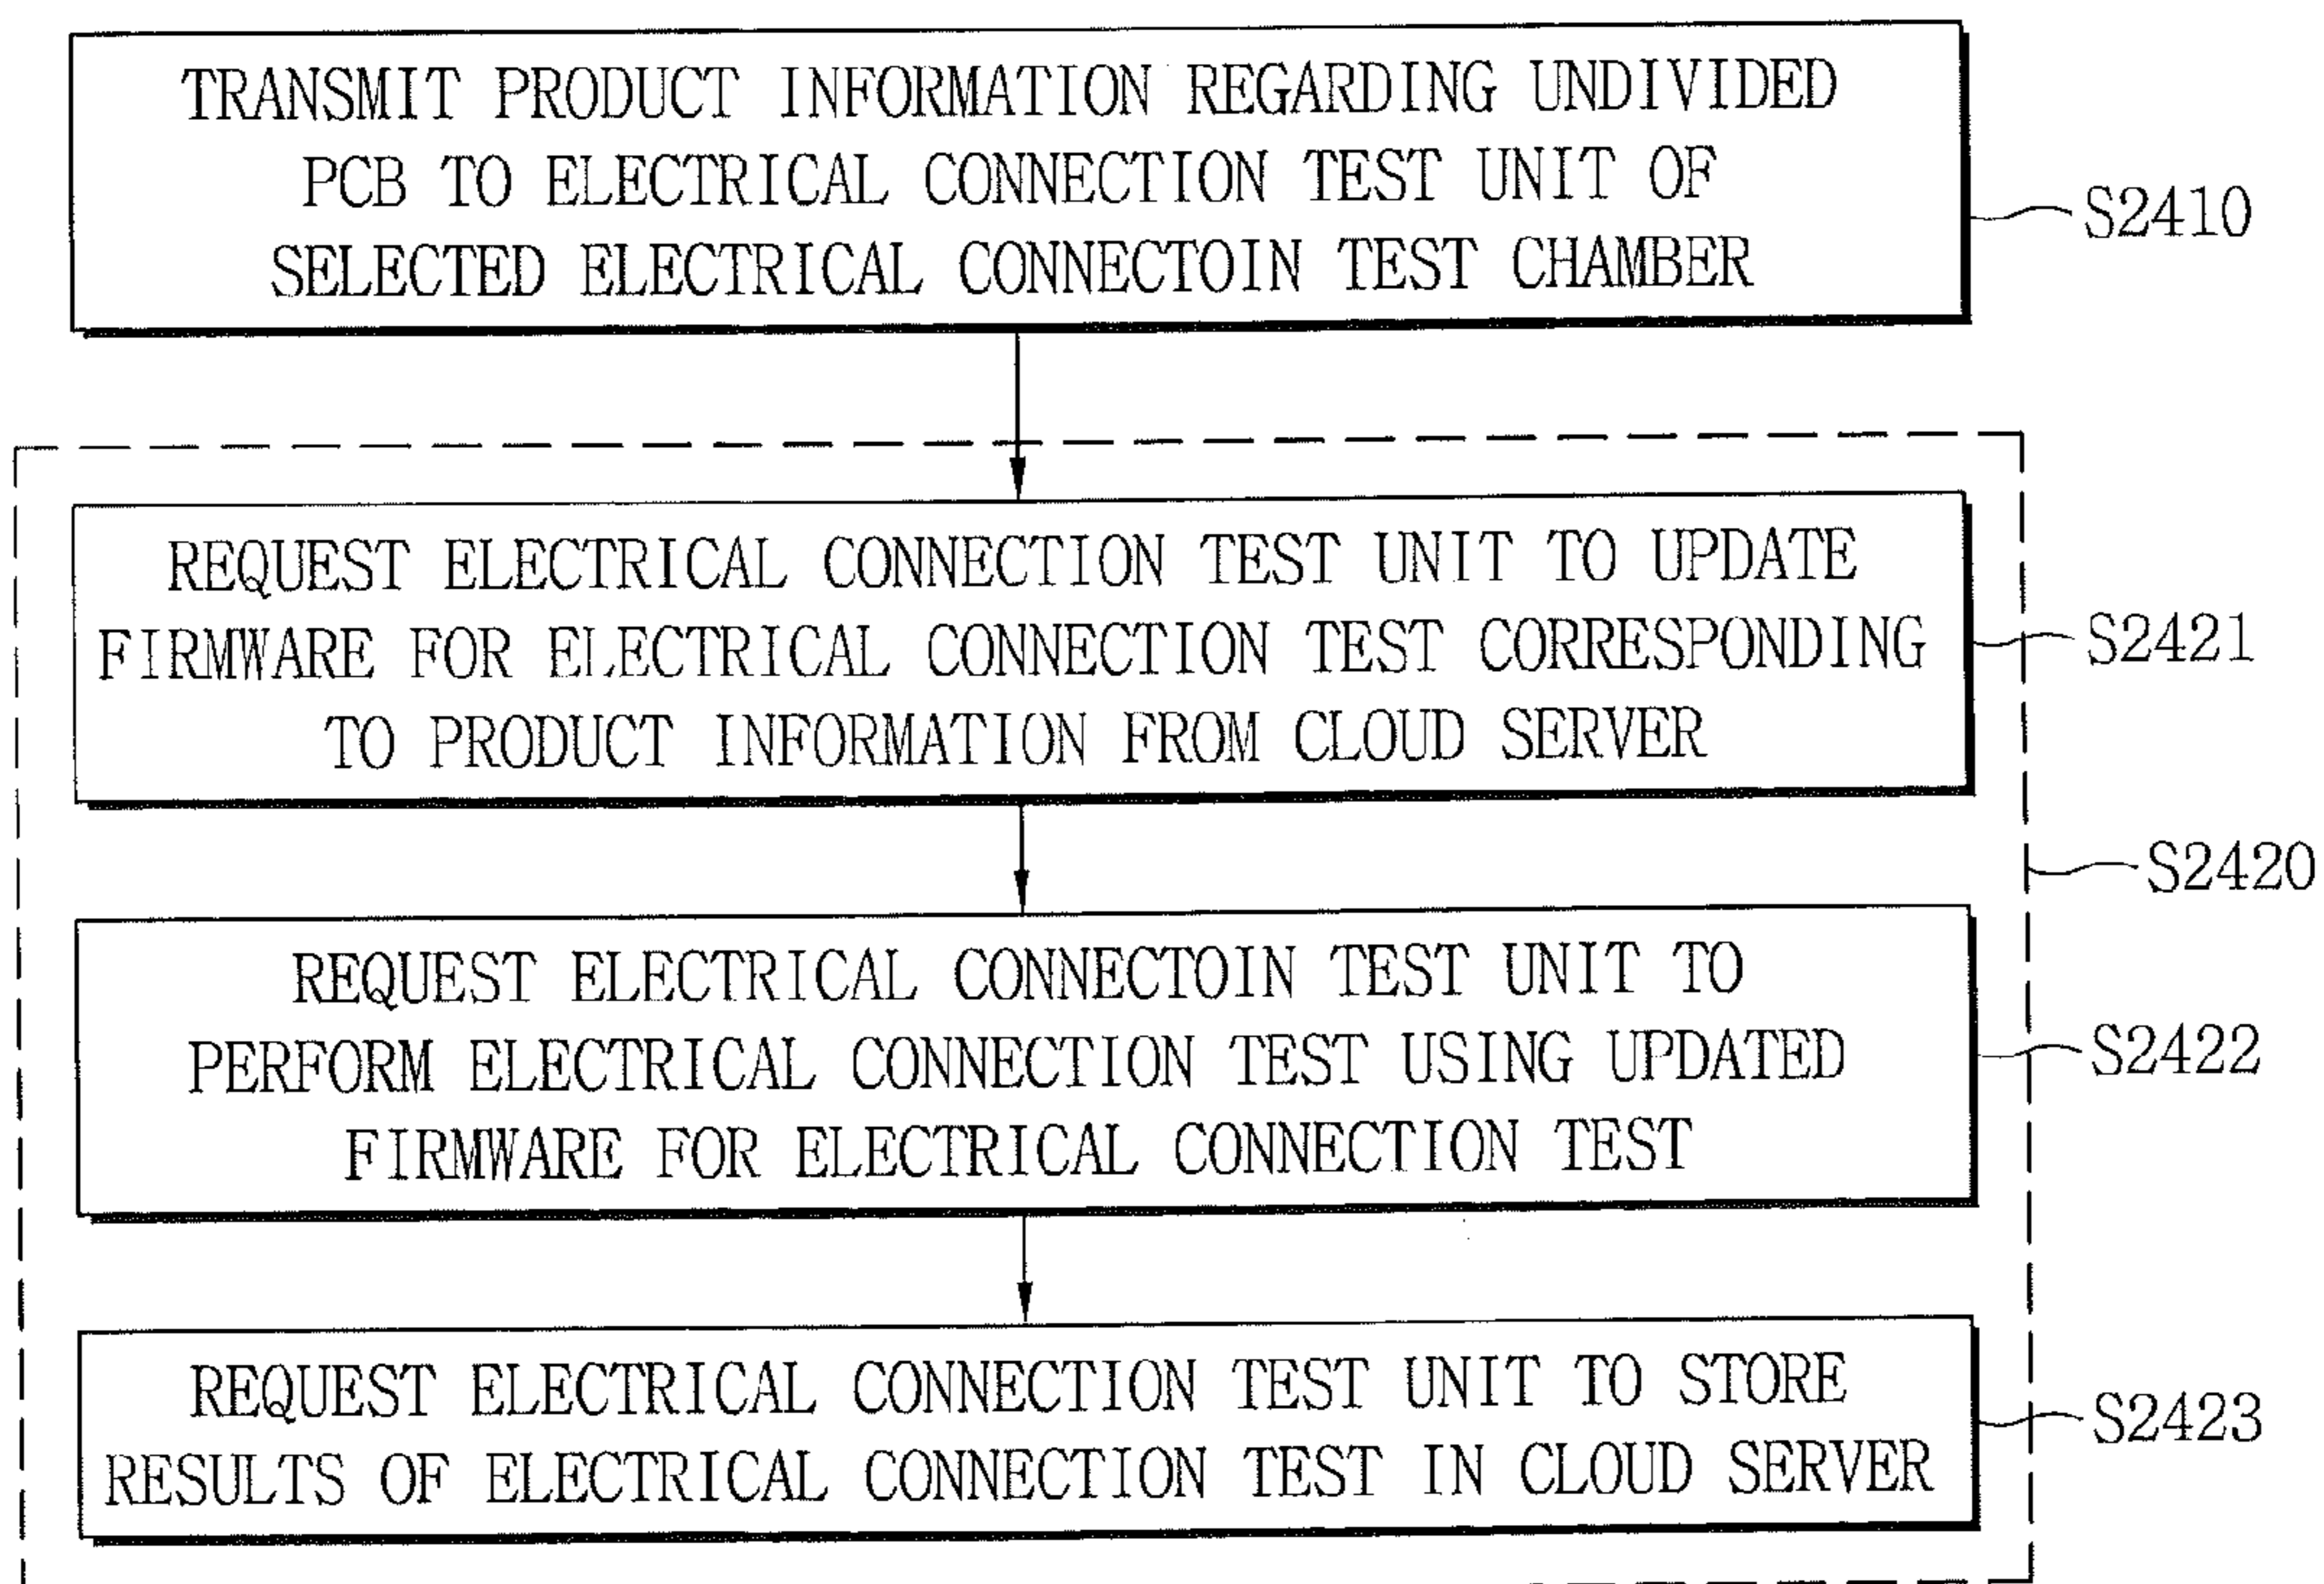 TRANSMIT PRODUCT INFORMATION REGARDING UNDIVIDED
PCB TO ELECTRICAL CONNECTION TEST UNIT OF
SELECTED ELECTRICAL CONNECTOIN TEST CHAMBER
S2410
REQUEST ELECTRICAL CONNECTION TEST UNIT TO UPDATE
FIRMWARE FOR ELECTRICAL CONNECTION TEST CORRESPONDING
TO PRODUCT INFORMATION FROM CLOUD SERVER
S2421
S2420
REQUEST ELECTRICAL CONNECTOIN TEST UNIT TO
PERFORM ELECTRICAL CONNECTION TEST USING UPDATED
FIRMWARE FOR ELECTRICAL CONNECTION TEST
S2422
REQUEST ELECTRICAL CONNECTION TEST UNIT TO STORE
RESULTS OF ELECTRICAL CONNECTION TEST IN CLOUD SERVER
S2423